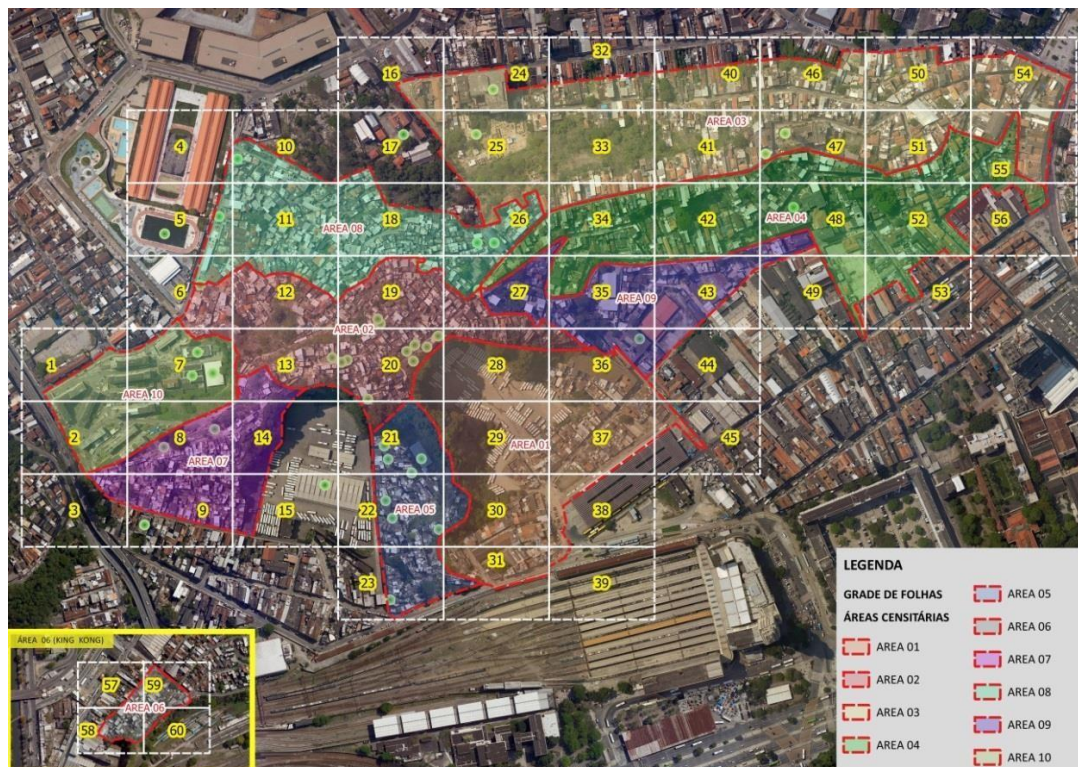 32
16
24
40
46
50
54
AREA 03
4
10
17
25
33
41
47
51
55
5
11
18
26
34
42
AREA 04
48
52
56
AREA 08
6
12
19
27
35
AREA 09
43
49
53
AREA 02
1
7
13
20
28
36
44
AREA 10
2
8
14
21
29
AREA 01
37
45
AREA 07
3
9
15
22
AREA 05
30
38
23
31
39
ÁREA 06 (KING KONG)
57
59
AREA 06
58
60
LEGENDA
GRADE DE FOLHAS
ÁREAS CENSITÁRIAS
AREA 01
AREA 02
AREA 03
AREA 04
AREA 05
AREA 06
AREA 07
AREA 08
AREA 09
AREA 10